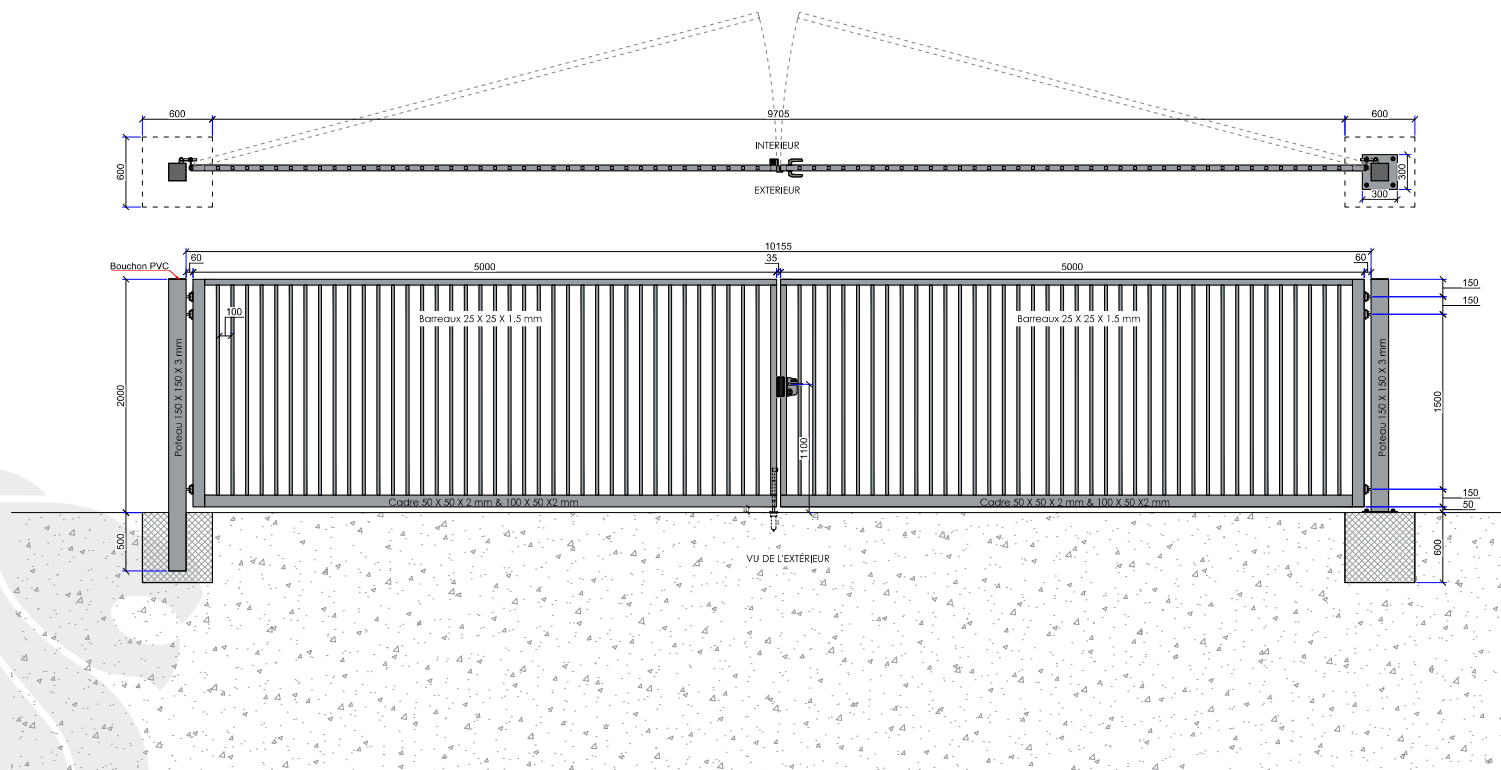 600
9705
600
INTERIEUR
600
300
EXTERIEUR
300
10155
Bouchon PVC
60
35
60
5000
5000
150
150
100
Barreaux 25 X 25 X 1.5 mm
Barreaux 25 X 25 X 1.5 mm
Poteau 150 X 150 X 3 mm
Poteau 150 X 150 X 3 mm
2000
1500
1100
150
Cadre 50 X 50 X 2 mm & 100 X 50 X2 mm
Cadre 50 X 50 X 2 mm & 100 X 50 X2 mm
50
500
600
VU DE L'EXTÉRIEUR